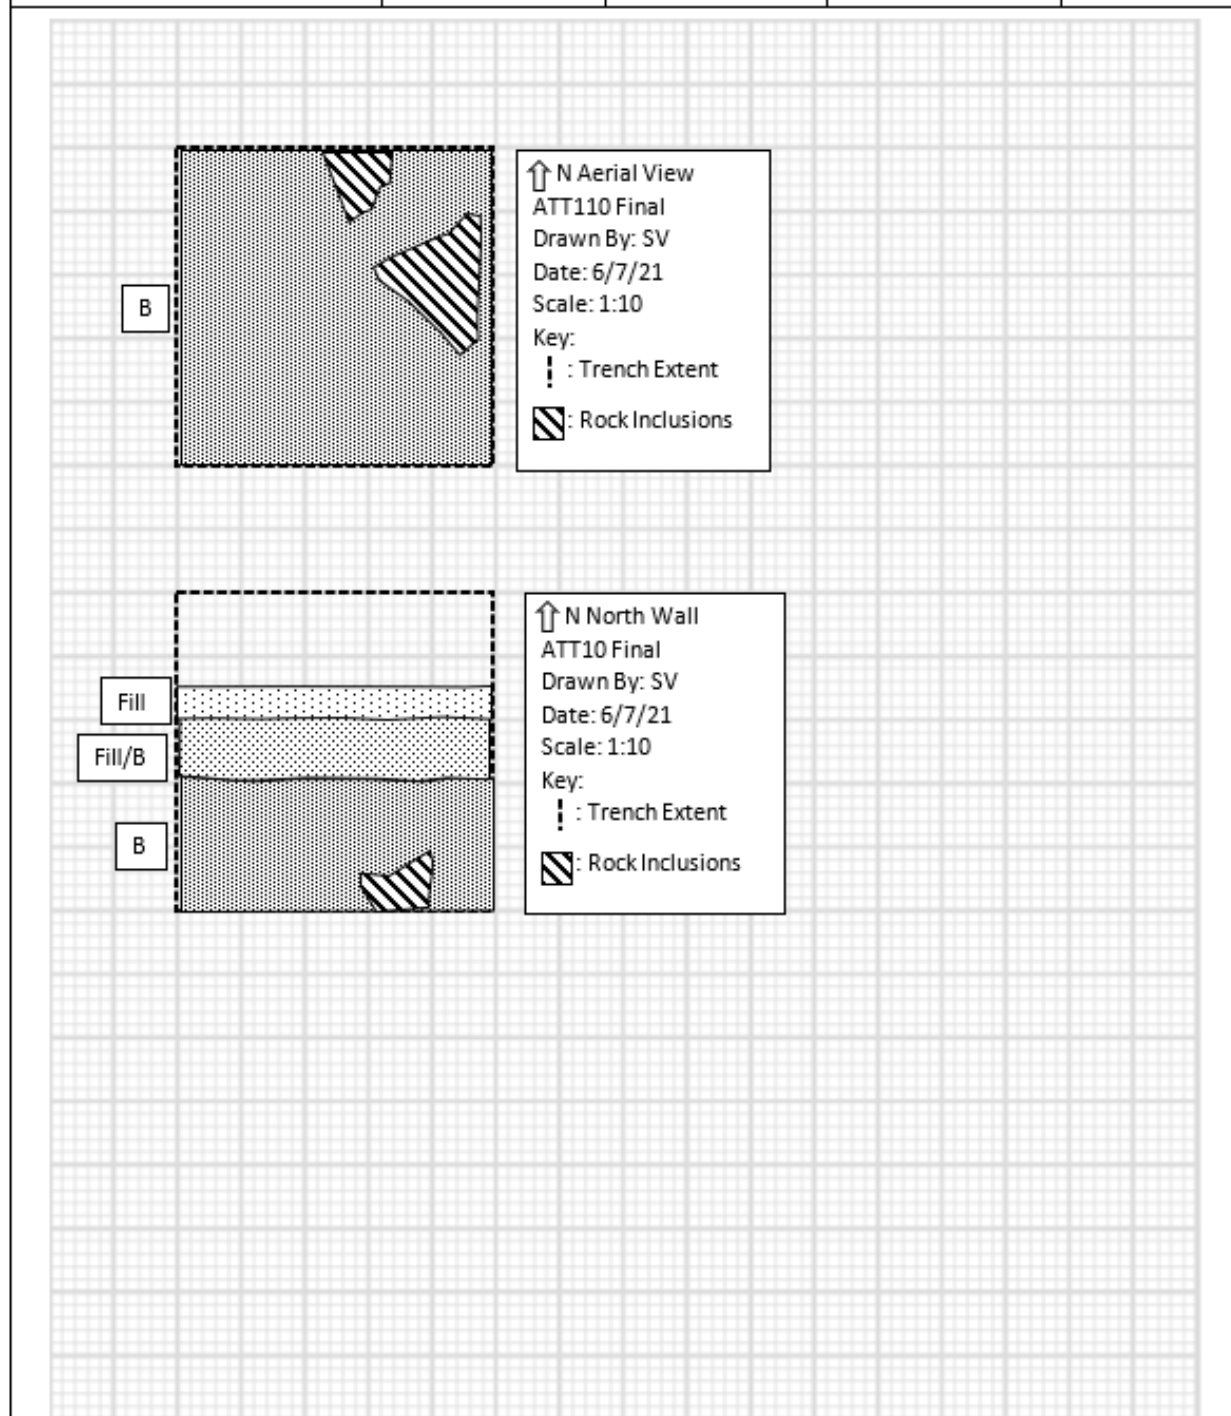 B
N Aerial View
ATT110 Final
Drawn By: SV
Date: 6/7/21
Scale: 1:10
Key:
: Trench Extent
: Rock Inclusions
Fill
Fill/B
B
N North Wall
ATT10 Final
Drawn By: SV
Date: 6/7/21
Scale: 1:10
Key:
: Trench Extent
: Rock Inclusions